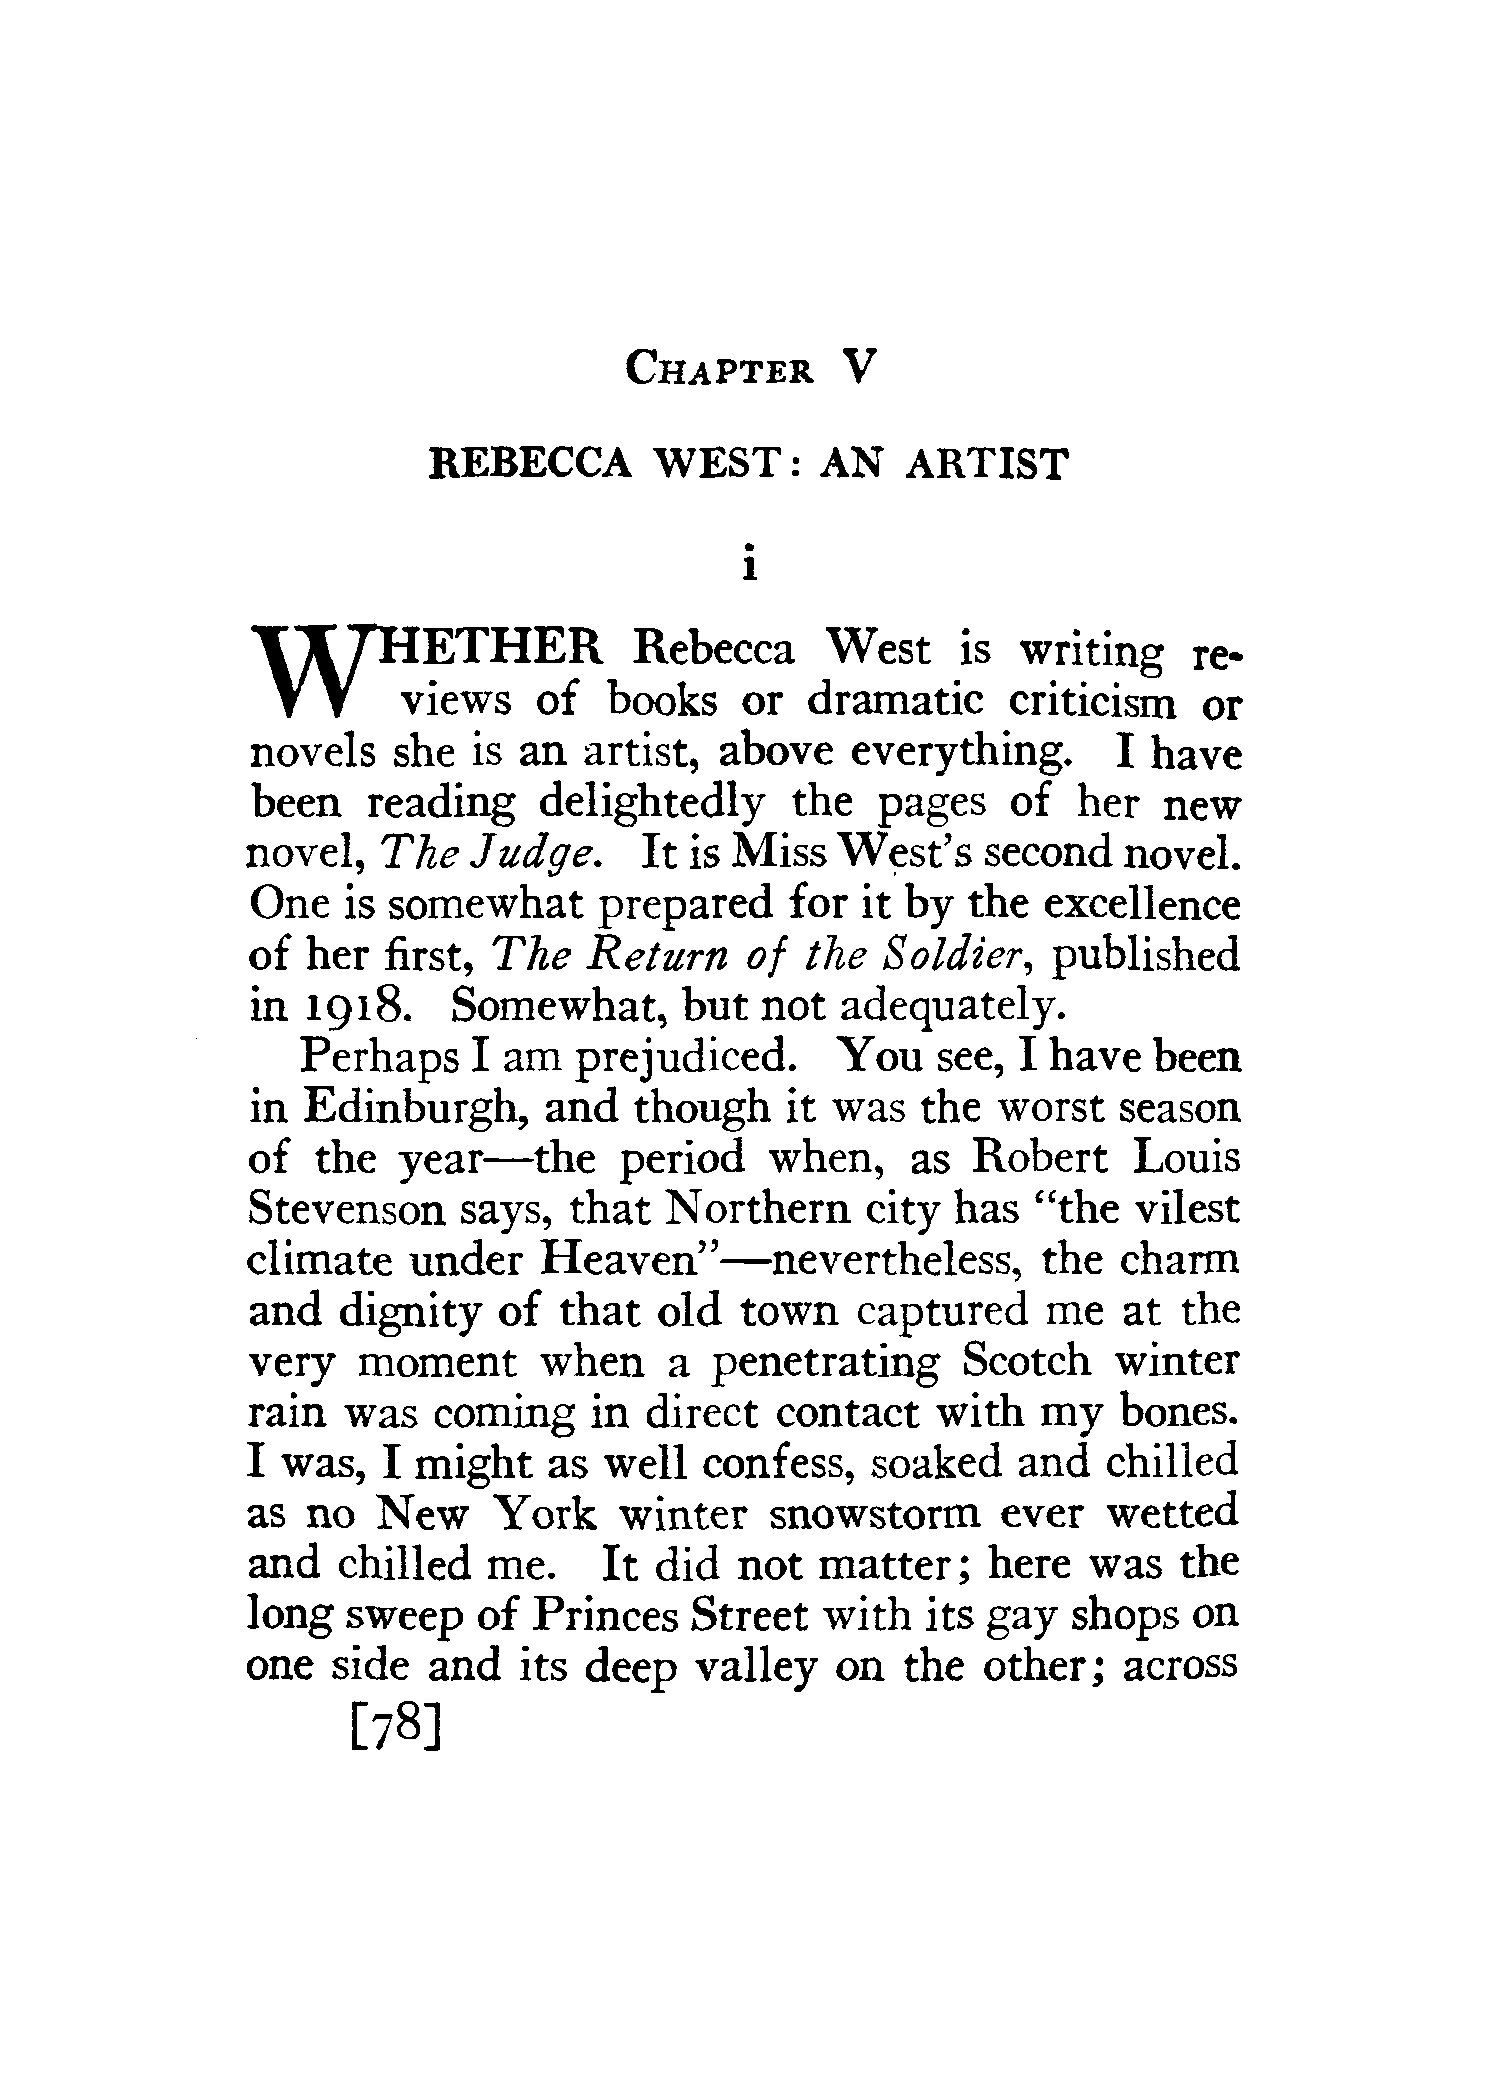 Chapter V
REBECCA WEST: AN ARTIST
i
WHETHER Rebecca West is writing re-
views of books or dramatic criticism or
novels she is an artist, above everything. I have
been reading delightedly the pages of her new
novel, The Judge. It is Miss West's second novel.
One is somewhat prepared for it by the excellence
of her first, The Return of the Soldier, published
in 1918. Somewhat, but not adequately.
Perhaps I am prejudiced. You see, I have been
in Edinburgh, and though it was the worst season
of the year—the period when, as Robert Louis
Stevenson says, that Northern city has “the vilest
climate under Heaven”—nevertheless, the charm
and dignity of that old town captured me at the
very moment when a penetrating Scotch winter
rain was coming in direct contact with my bones.
I was, I might as well confess, soaked and chilled
as no New York winter snowstorm ever wetted
and chilled me. It did not matter; here was the
long sweep of Princes Street with its gay shops on
one side and its deep valley on the other; across
[78]